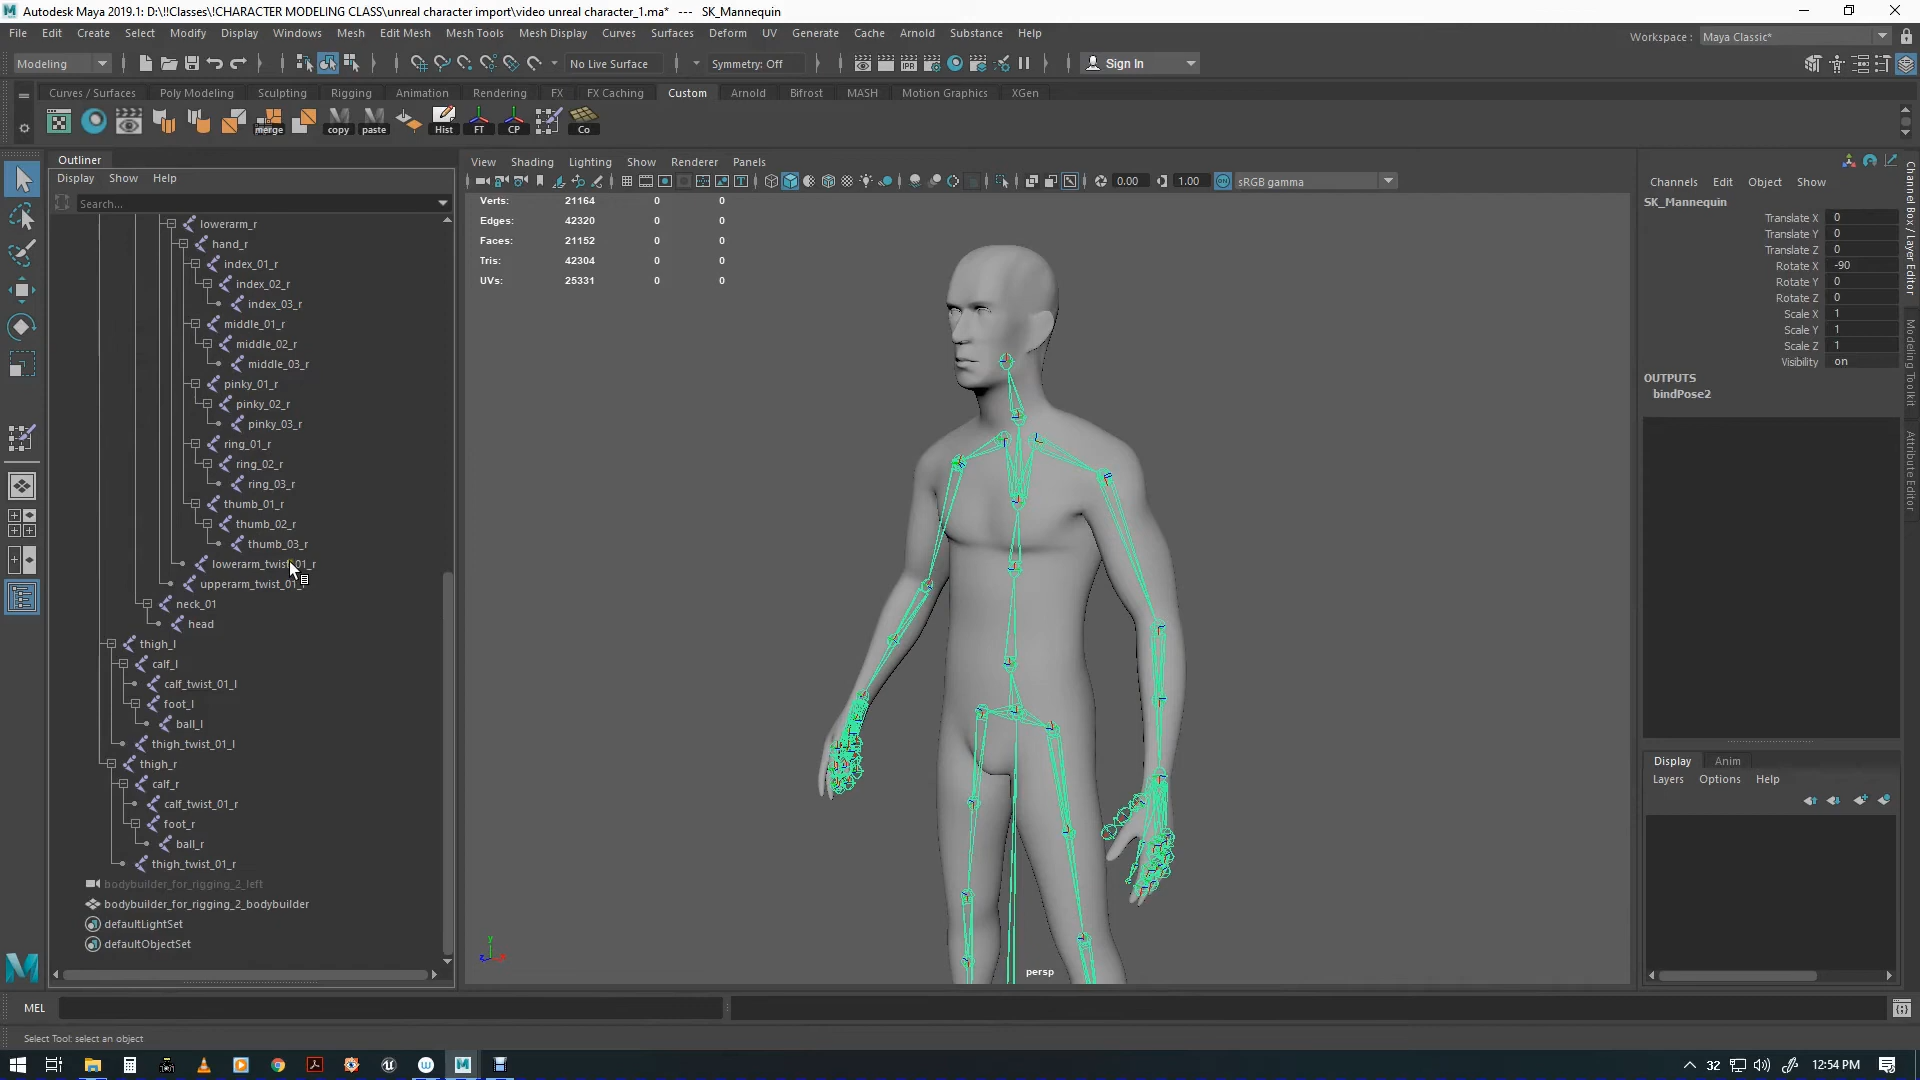 Autodesk Maya 2019.1: D:\!!Classes\!CHARACTER MODELING CLASS\unreal character import\video unreal character_1.ma*   ---   SK_Mannequin
File Edit Create Select Modify Display Windows Mesh Edit Mesh Mesh Tools Mesh Display Curves Surfaces Deform UV Generate Cache Arnold Substance Help
Workspace : Maya Classic*
Modeling No Live Surface Symmetry: Off Sign In
Curves / Surfaces Poly Modeling Sculpting Rigging Animation Rendering FX FX Caching Custom Arnold Bifrost MASH Motion Graphics XGen
merge copy paste Hist FT CP Co
Outliner
Display Show Help
Search...
lowerarm_r
hand_r
index_01_r
index_02_r
index_03_r
middle_01_r
middle_02_r
middle_03_r
pinky_01_r
pinky_02_r
pinky_03_r
ring_01_r
ring_02_r
ring_03_r
thumb_01_r
thumb_02_r
thumb_03_r
lowerarm_twist_01_r
upperarm_twist_01_r
neck_01
head
thigh_l
calf_l
calf_twist_01_l
foot_l
ball_l
thigh_twist_01_l
thigh_r
calf_r
calf_twist_01_r
foot_r
ball_r
thigh_twist_01_r
bodybuilder_for_rigging_2_left
bodybuilder_for_rigging_2_bodybuilder
defaultLightSet
defaultObjectSet
View Shading Lighting Show Renderer Panels
0.00 1.00 sRGB gamma
Verts: 21164 0 0
Edges: 42320 0 0
Faces: 21152 0 0
Tris: 42304 0 0
UVs: 25331 0 0
persp
Channels Edit Object Show
SK_Mannequin
Translate X 0
Translate Y 0
Translate Z 0
Rotate X -90
Rotate Y 0
Rotate Z 0
Scale X 1
Scale Y 1
Scale Z 1
Visibility on
OUTPUTS
bindPose2
Display Anim
Layers Options Help
Channel Box / Layer Editor
Modeling Toolkit
Attribute Editor
MEL
Select Tool: select an object
32
12:54 PM